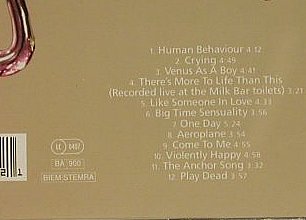 1 Human Behaviour 4.12
2 Crying 4.49
3 Venus As A Boy 4.41
4 There's More To Life Than This
(Recorded live at the Milk Bar toilets) 3.21
5 Like Someone In Love 4.33
6 Big Time Sensuality 3.56
7 One Day 5.24
8 Aeroplane 3.54
9 Come To Me 4.55
10 Violently Happy 4.58
11 The Anchor Song 3.32
12 Play Dead 3.57
LC 0407
BA 900
BIEM STEMRA
2 1